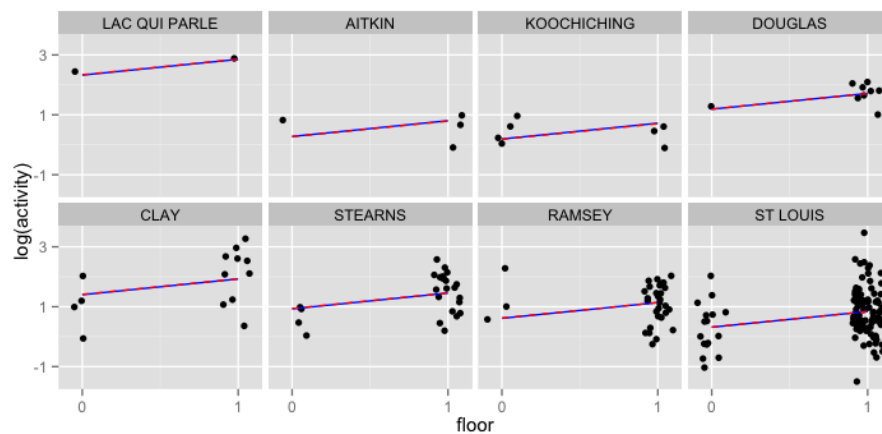 LAC QUI PARLE AITKIN KOOCHICHING DOUGLAS
3
1
-1
CLAY STEARNS RAMSEY ST LOUIS
3
1
-1
0 1 0 1 0 1 0 1
floor
log(activity)